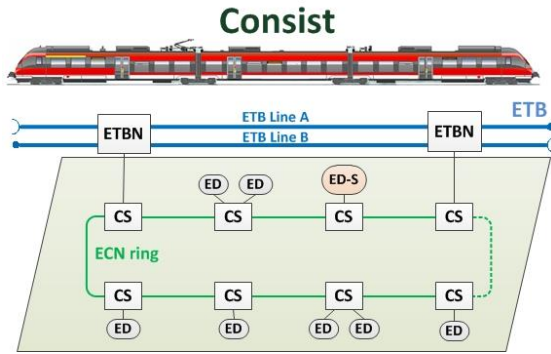 Consist
ETB Line A
ETB
ETBN
ETBN
ETB Line B
ED
ED
ED-S
CS
CS
CS
CS
ECN ring
CS
CS
CS
CS
ED
ED
ED
ED
ED